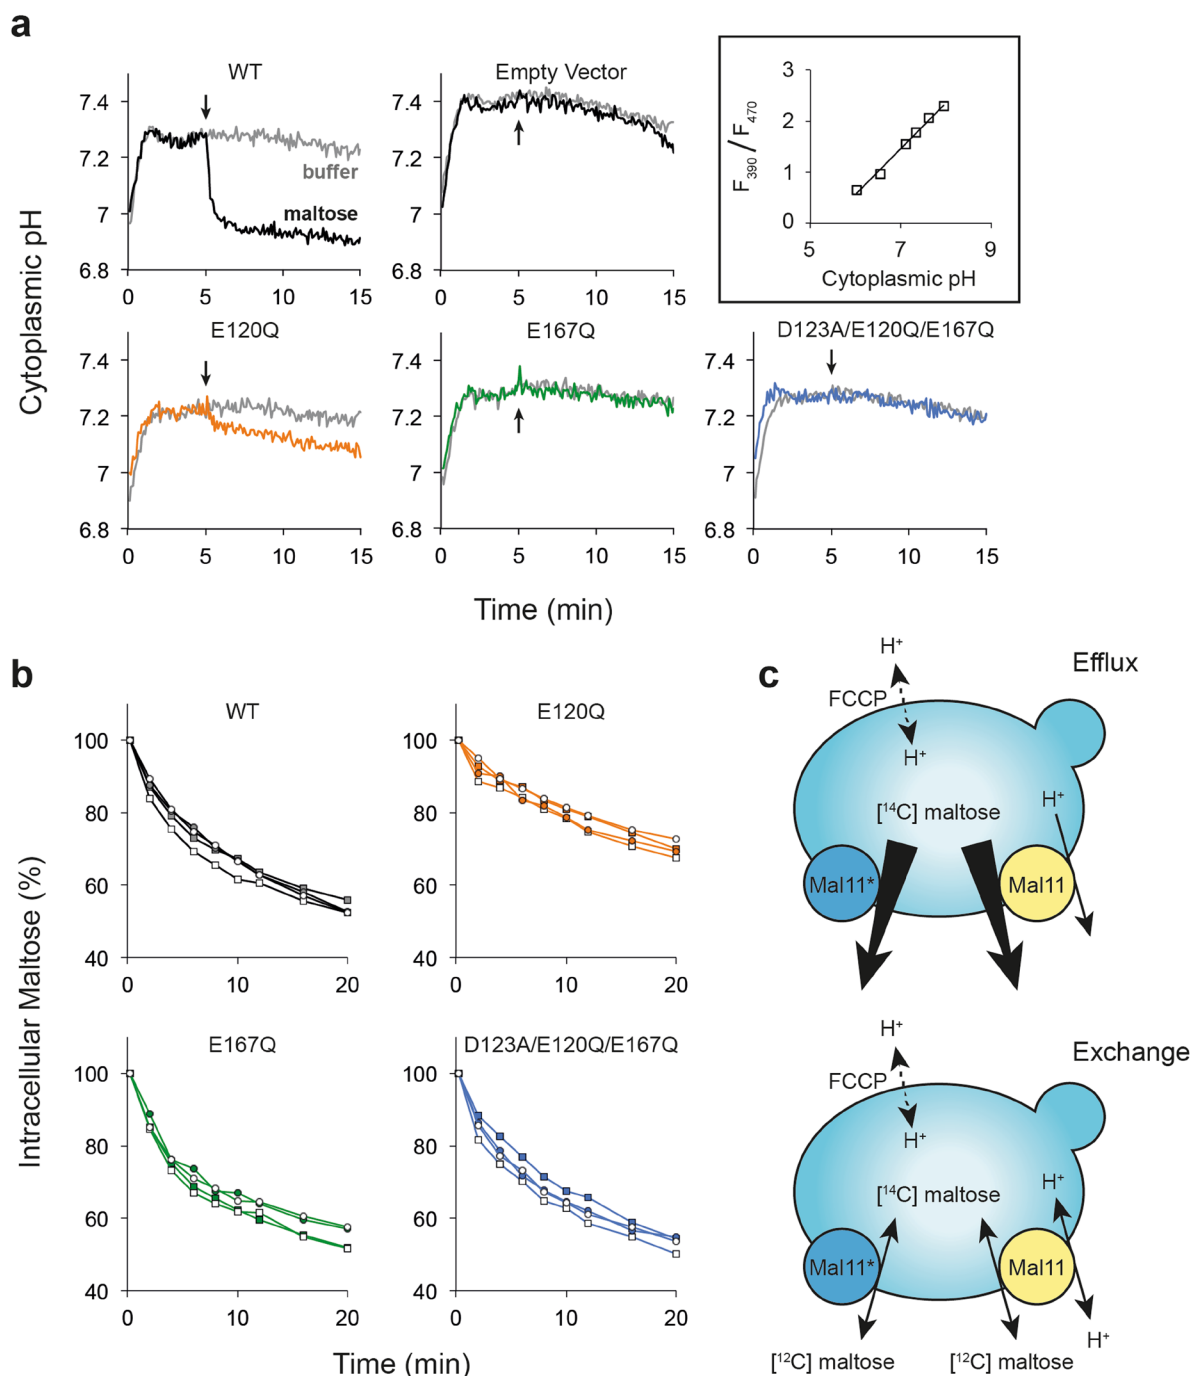 a
WT
7.4
7.2
7
6.8
0 5 10 15
buffer
maltose
Empty Vector
7.4
7.2
7
6.8
0 5 10 15
3
2
1
0
5 7 9
F390 / F470
Cytoplasmic pH
Cytoplasmic pH
E120Q
7.4
7.2
7
6.8
0 5 10 15
E167Q
7.4
7.2
7
6.8
0 5 10 15
D123A/E120Q/E167Q
7.4
7.2
7
6.8
0 5 10 15
Time (min)
b
WT
100
80
60
40
0 10 20
E120Q
100
80
60
40
0 10 20
Intracellular Maltose (%)
E167Q
100
80
60
40
0 10 20
D123A/E120Q/E167Q
100
80
60
40
0 10 20
Time (min)
c
Efflux
H+
FCCP
H+
[14C] maltose
H+
Mal11*
Mal11
Exchange
H+
FCCP
H+
[14C] maltose
H+
Mal11*
Mal11
H+
[12C] maltose
[12C] maltose